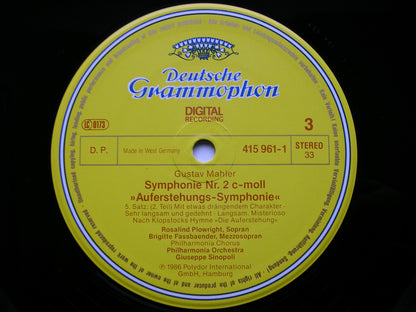 Deutsche
Grammophon
DIGITAL
RECORDING
LC 0173
3
D. P.
Made in West Germany
415 961-1
STEREO
33
Gustav Mahler
Symphonie Nr. 2 c-moll
»Auferstehungs-Symphonie«
5. Satz: (2. Teil) Mit etwas drängendem Charakter -
Sehr langsam und gedehnt · Langsam. Misterioso
Nach Klopstocks Hymne »Die Auferstehung«
Rosalind Plowright, Sopran
Brigitte Fassbaender, Mezzosopran
Philharmonia Chorus
Philharmonia Orchestra
Giuseppe Sinopoli
℗ 1986 Polydor International
GmbH, Hamburg